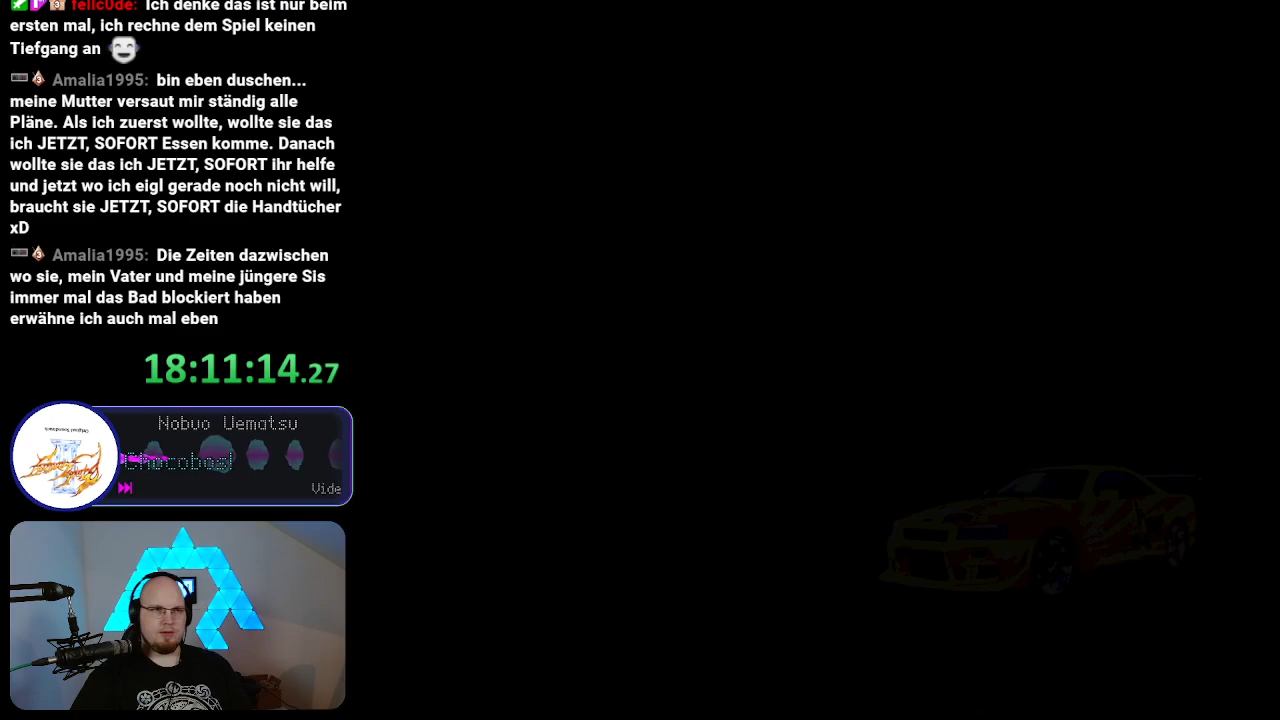 fellc0de: Ich denke das ist nur beim
ersten mal, ich rechne dem Spiel keinen
Tiefgang an
Amalia1995: bin eben duschen...
meine Mutter versaut mir ständig alle
Pläne. Als ich zuerst wollte, wollte sie das
ich JETZT, SOFORT Essen komme. Danach
wollte sie das ich JETZT, SOFORT ihr helfe
und jetzt wo ich eigl gerade noch nicht will,
braucht sie JETZT, SOFORT die Handtücher
xD
Amalia1995: Die Zeiten dazwischen
wo sie, mein Vater und meine jüngere Sis
immer mal das Bad blockiert haben
erwähne ich auch mal eben
18:11:14.27
Nobuo Uematsu
Chocobos!
Vide